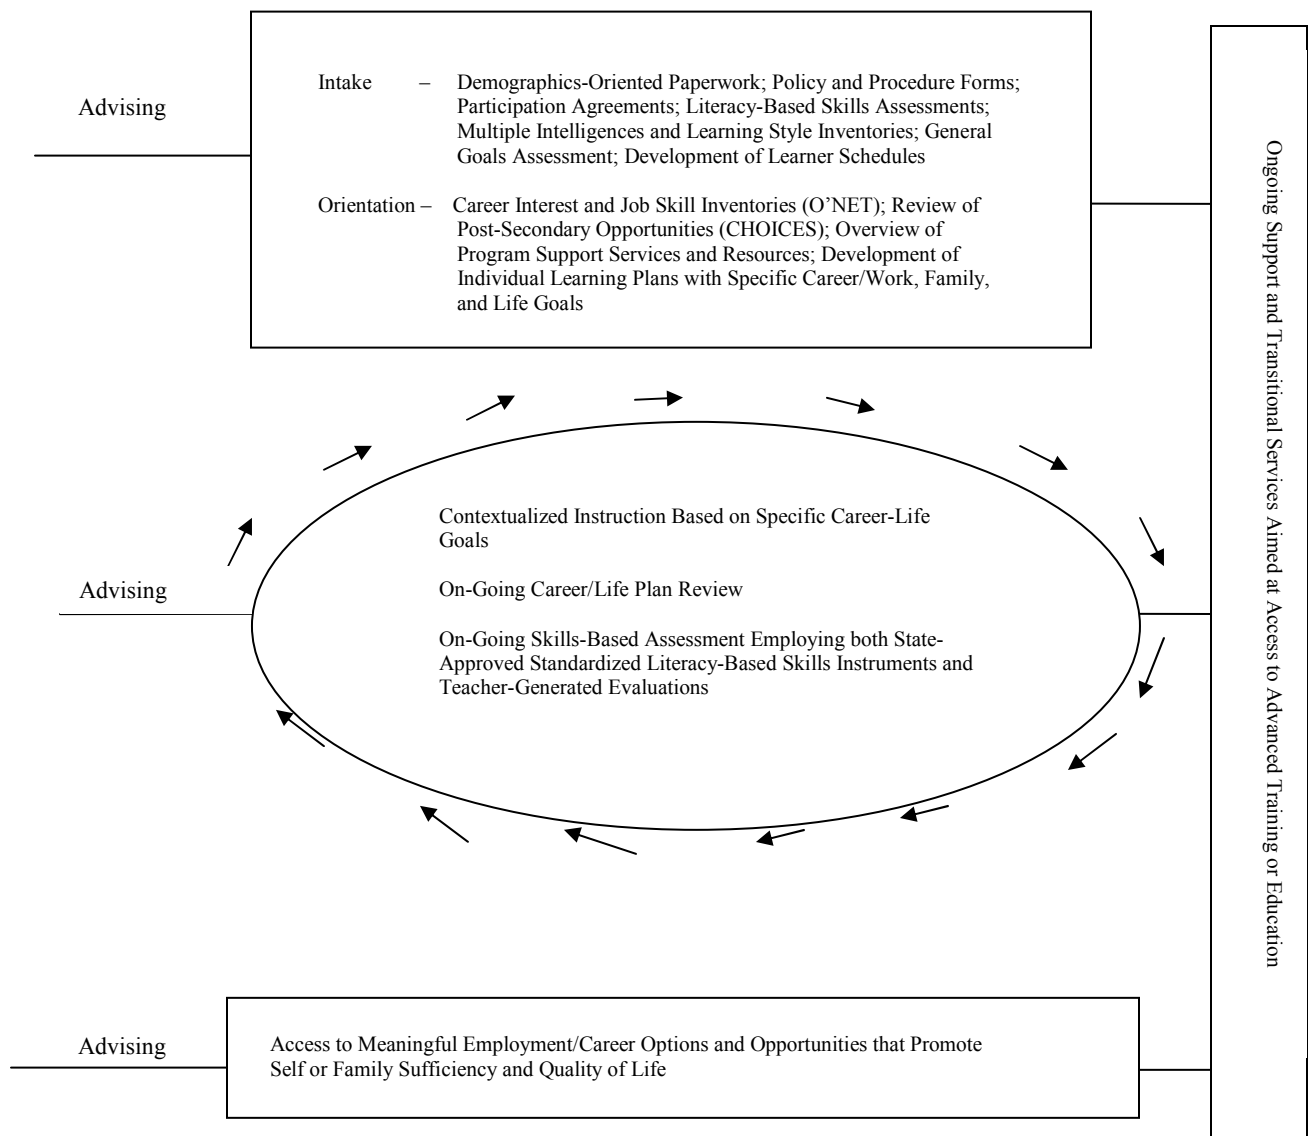 Advising
Intake – Demographics-Oriented Paperwork; Policy and Procedure Forms;
Participation Agreements; Literacy-Based Skills Assessments;
Multiple Intelligences and Learning Style Inventories; General
Goals Assessment; Development of Learner Schedules
Orientation – Career Interest and Job Skill Inventories (O’NET); Review of
Post-Secondary Opportunities (CHOICES); Overview of
Program Support Services and Resources; Development of
Individual Learning Plans with Specific Career/Work, Family,
and Life Goals
Advising
Contextualized Instruction Based on Specific Career-Life
Goals
On-Going Career/Life Plan Review
On-Going Skills-Based Assessment Employing both State-
Approved Standardized Literacy-Based Skills Instruments and
Teacher-Generated Evaluations
Advising
Access to Meaningful Employment/Career Options and Opportunities that Promote
Self or Family Sufficiency and Quality of Life
Ongoing Support and Transitional Services Aimed at Access to Advanced Training or Education